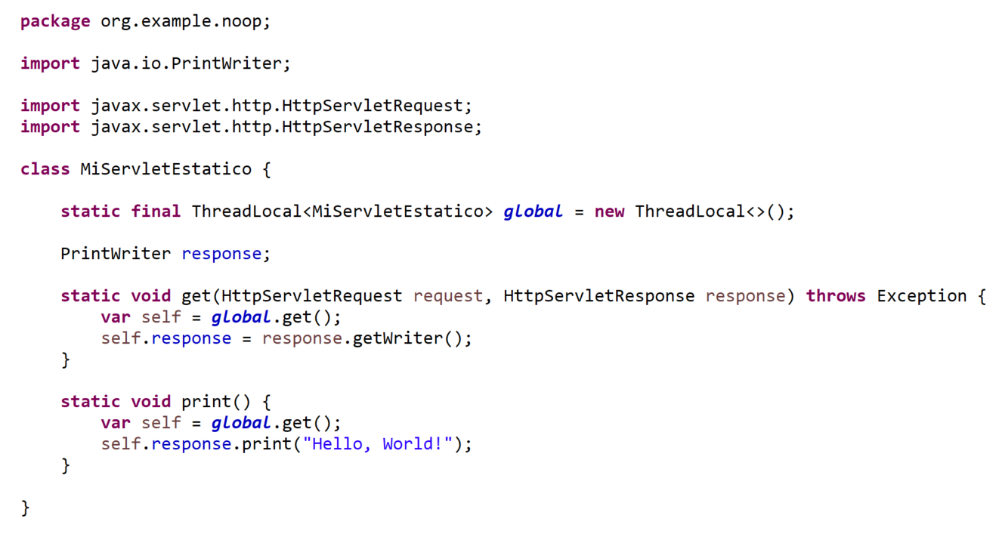 package org.example.noop;
import java.io.PrintWriter;
import javax.servlet.http.HttpServletRequest;
import javax.servlet.http.HttpServletResponse;
class MiServletEstatico {
static final ThreadLocal<MiServletEstatico> global = new ThreadLocal<>();
PrintWriter response;
static void get(HttpServletRequest request, HttpServletResponse response) throws Exception {
var self = global.get();
self.response = response.getWriter();
}
static void print() {
var self = global.get();
self.response.print("Hello, World!");
}
}